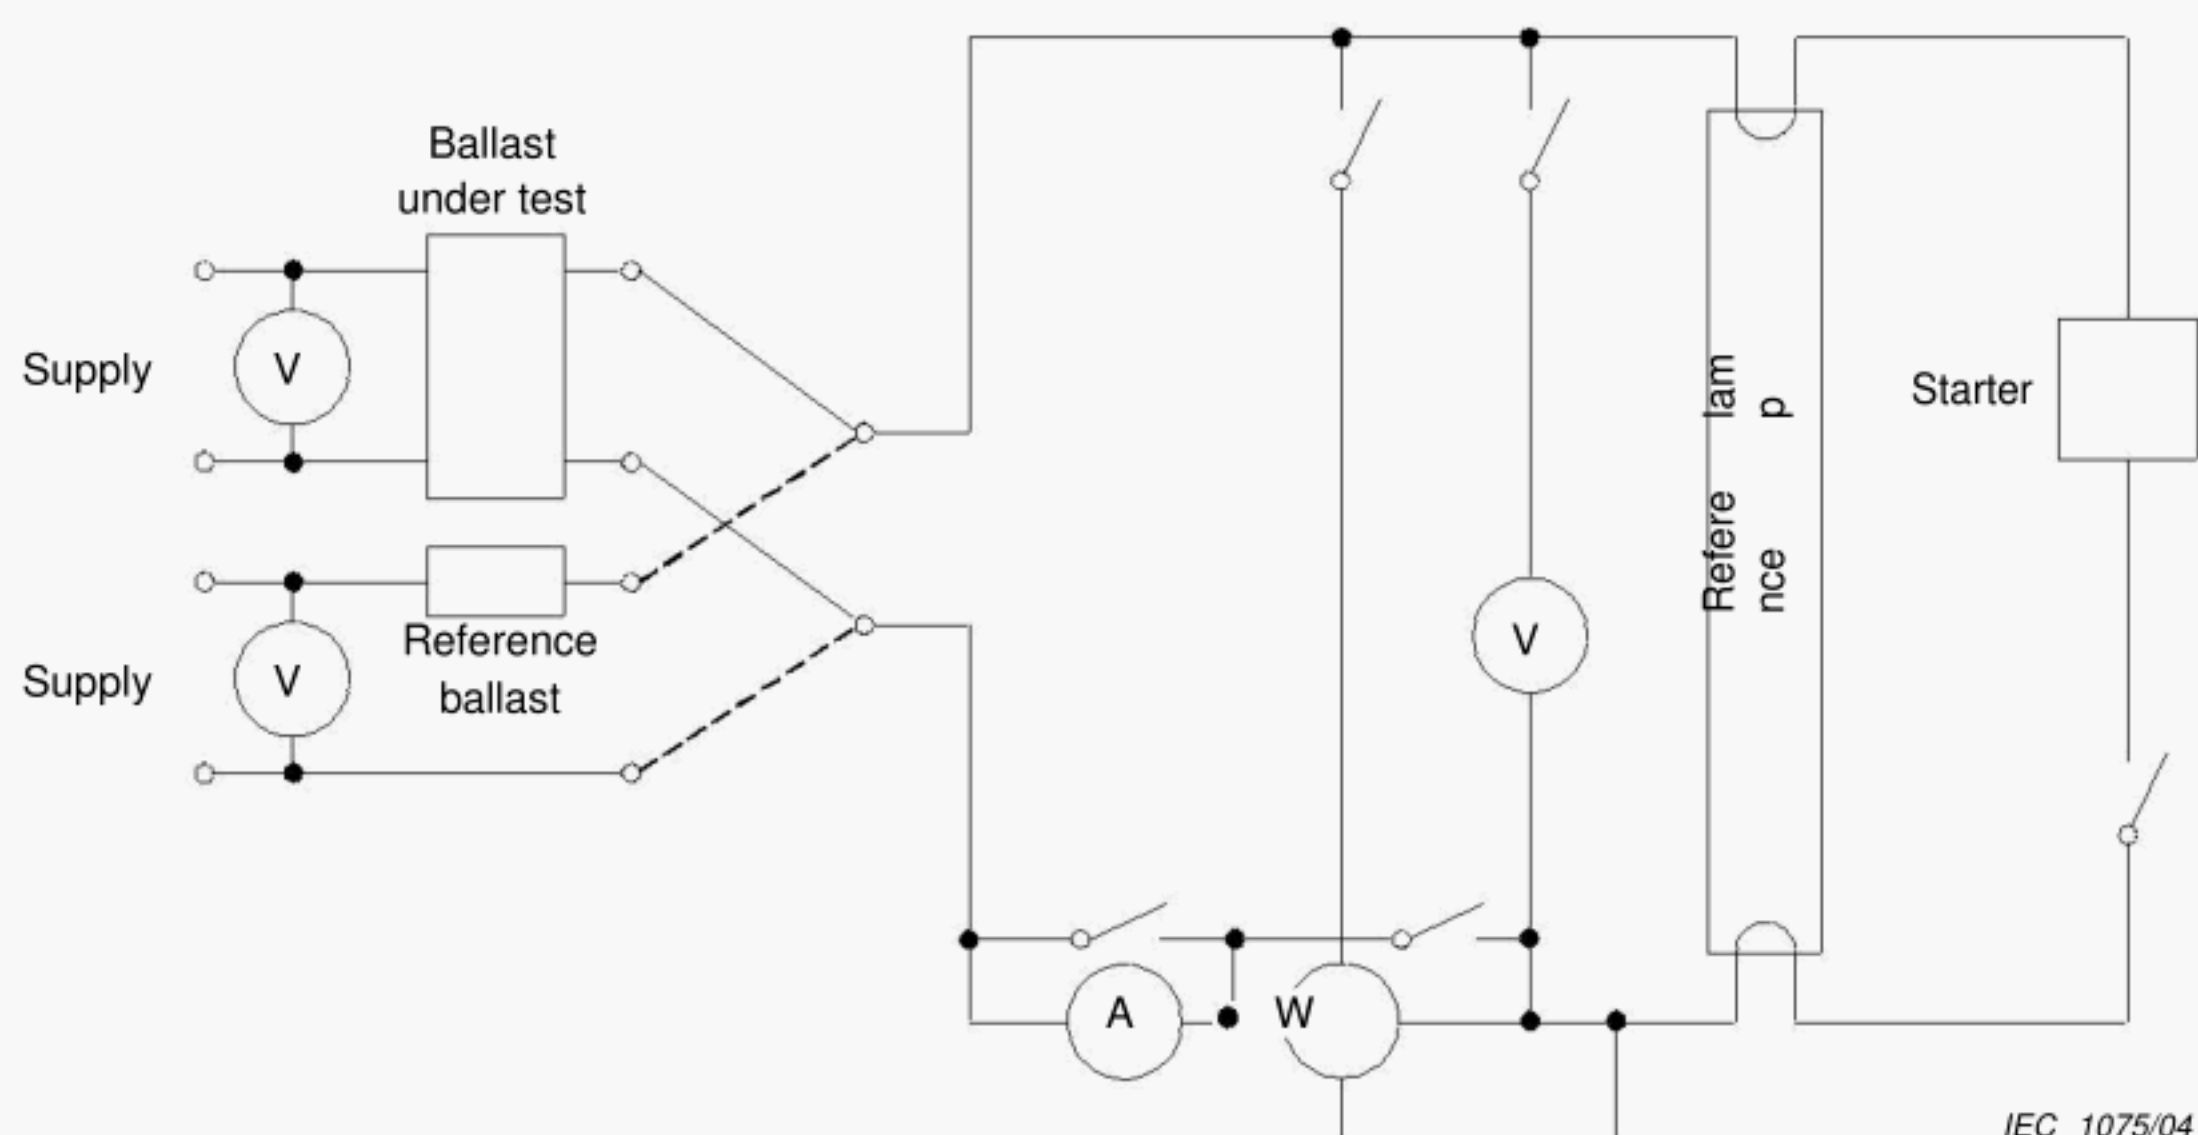 Ballast
under test
Supply
V
Reference
ballast
Supply
V
V
A
W
Refere lam
nce p
Starter
IEC 1075/04